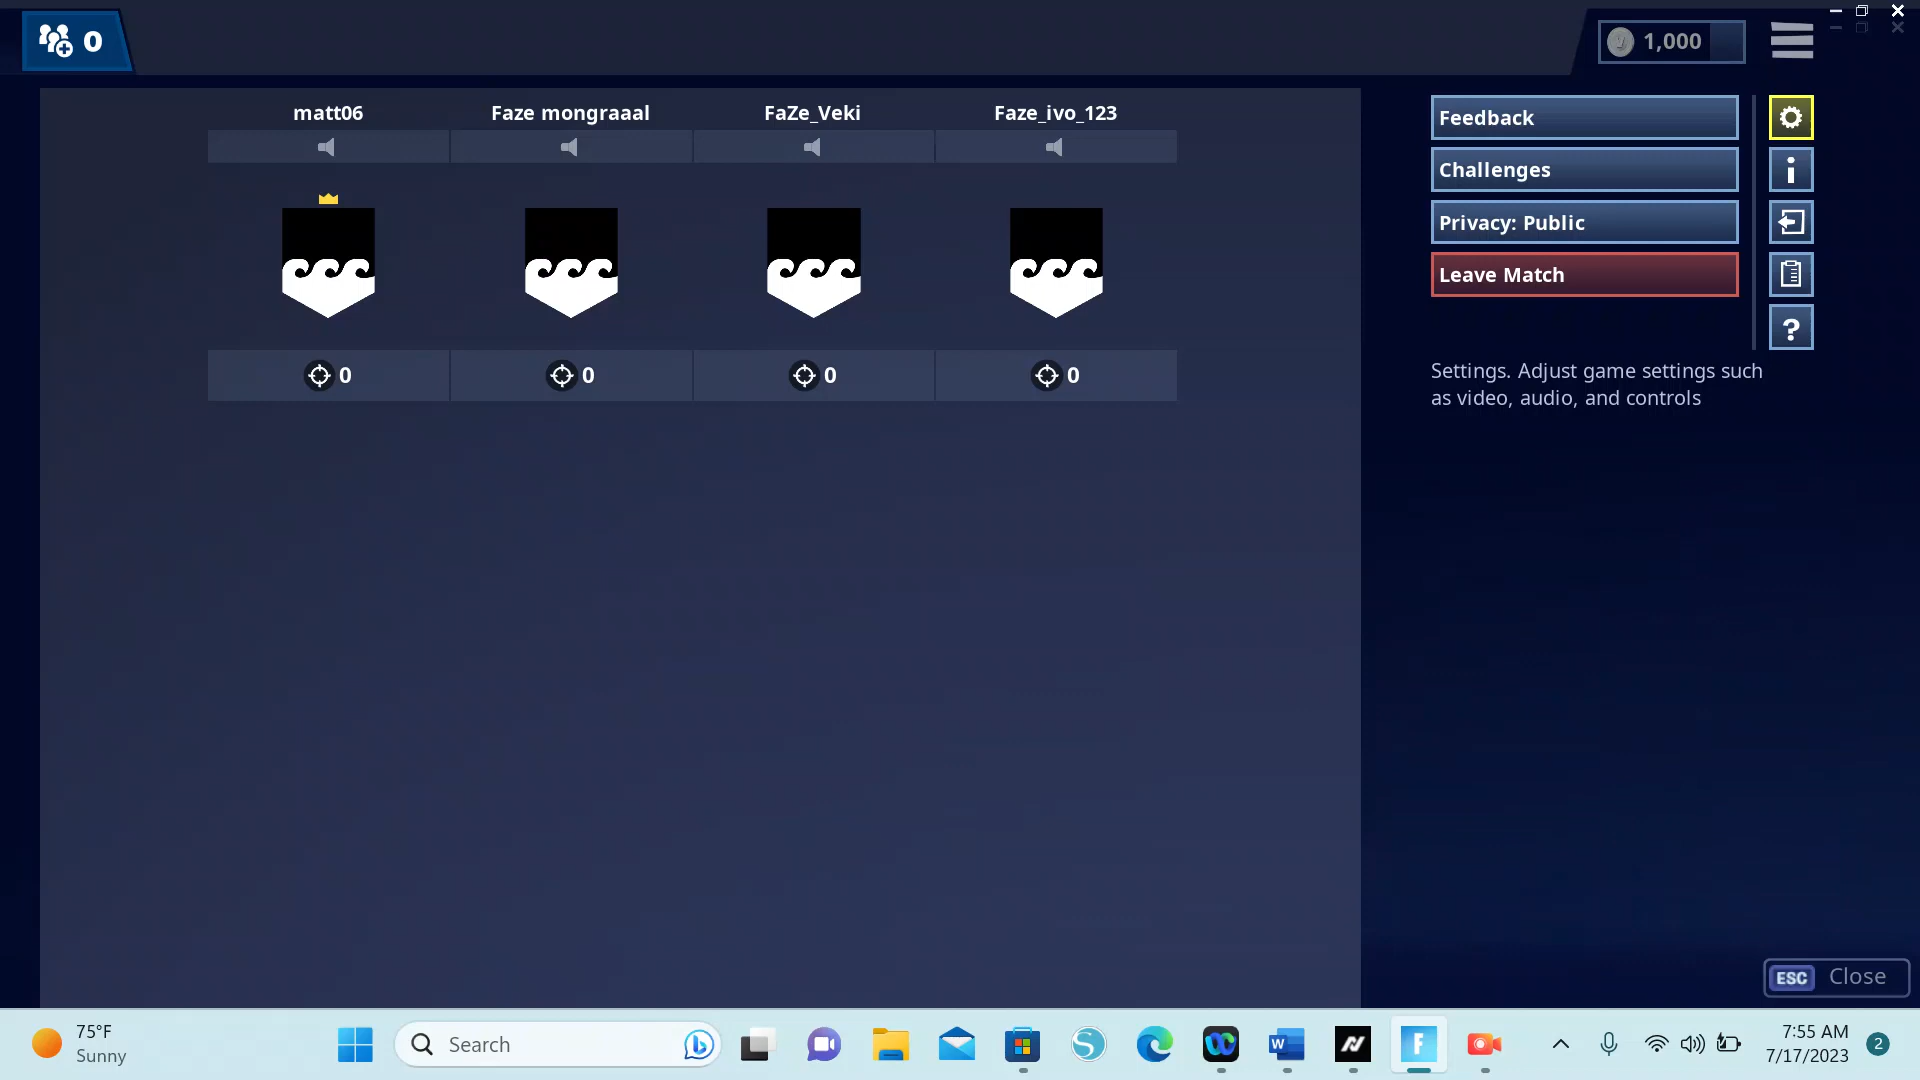 0
1,000
matt06
Faze mongraaal
FaZe_Veki
Faze_ivo_123
0
0
0
0
Feedback
Challenges
Privacy: Public
Leave Match
i
?
Settings. Adjust game settings such
as video, audio, and controls
ESC Close
75°F
Sunny
Search
7:55 AM
7/17/2023
2